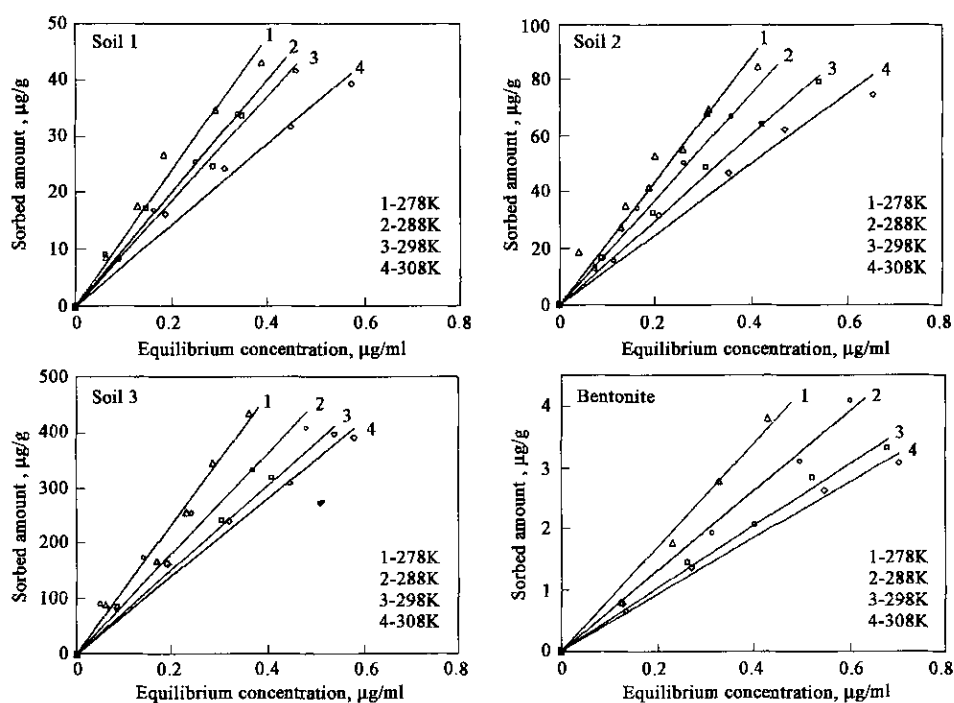 Soil 1
Sorbed amount , μg/g
50
40
30
20
10
0
1
2
3
4
1-278K
2-288K
3-298K
4-308K
0
0.2
0.4
0.6
0.8
Equilibrium concentration, μg/ml
Soil 2
Sorbed amount , μg/g
100
80
60
40
20
0
1
2
3
4
1-278K
2-288K
3-298K
4-308K
0
0.2
0.4
0.6
0.8
Equilibrium concentration, μg/ml
Soil 3
Sorbed amount, μg/g
500
400
300
200
100
0
1
2
3
4
1-278K
2-288K
3-298K
4-308K
0
0.2
0.4
0.6
0.8
Equilibrium concentration, μg/ml
Bentonite
Sorbed amount, μg/g
4
3
2
1
0
1
2
3
4
1-278K
2-288K
3-298K
4-308K
0
0.2
0.4
0.6
0.8
Equilibrium concentration, μg/ml